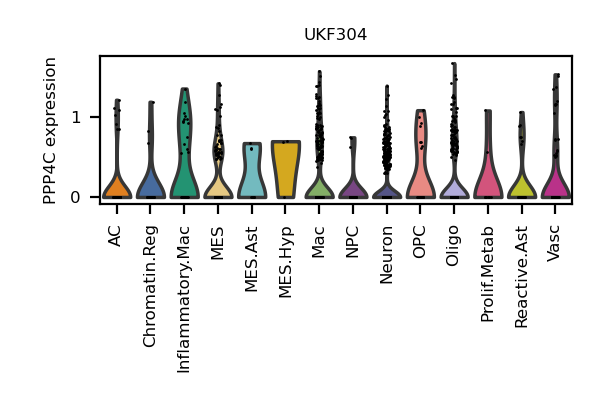 UKF304
PPP4C expression
1
0
AC
Chromatin.Reg
Inflammatory.Mac
MES
MES.Ast
MES.Hyp
Mac
NPC
Neuron
OPC
Oligo
Prolif.Metab
Reactive.Ast
Vasc